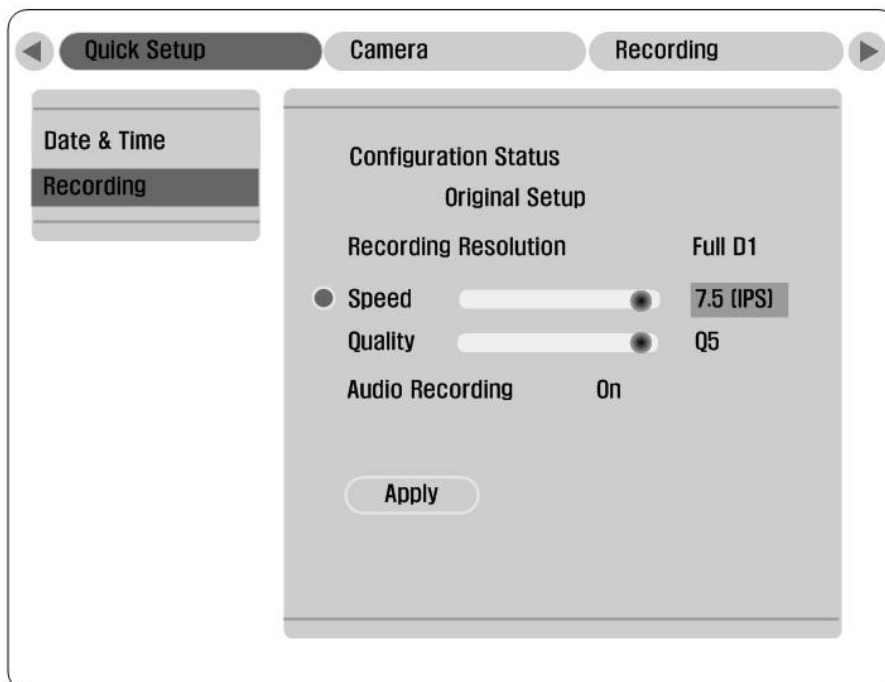 Quick Setup Camera Recording
Date & Time
Recording
Configuration Status
Original Setup
Recording Resolution Full D1
Speed 7.5 (IPS)
Quality Q5
Audio Recording On
Apply